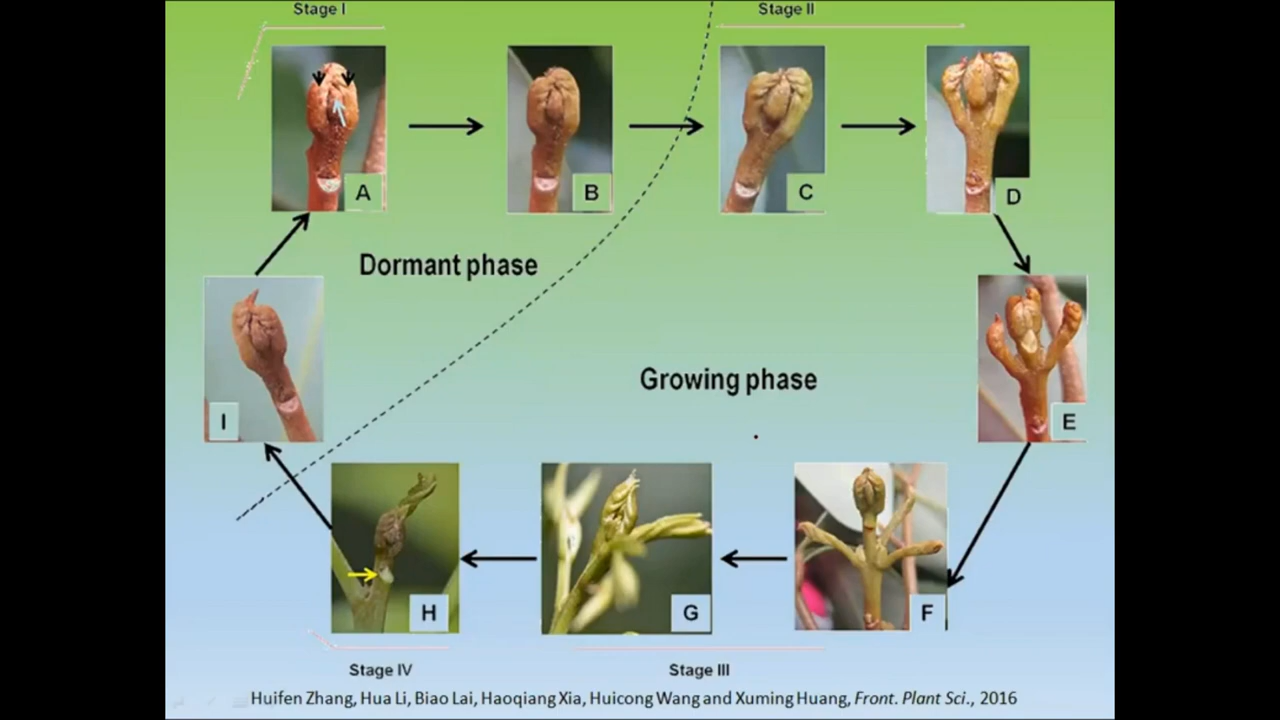 Stage I
Stage II
A
B
C
D
Dormant phase
Growing phase
I
E
H
G
F
Stage IV
Stage III
Huifen Zhang, Hua Li, Biao Lai, Haoqiang Xia, Huicong Wang and Xuming Huang, Front. Plant Sci., 2016